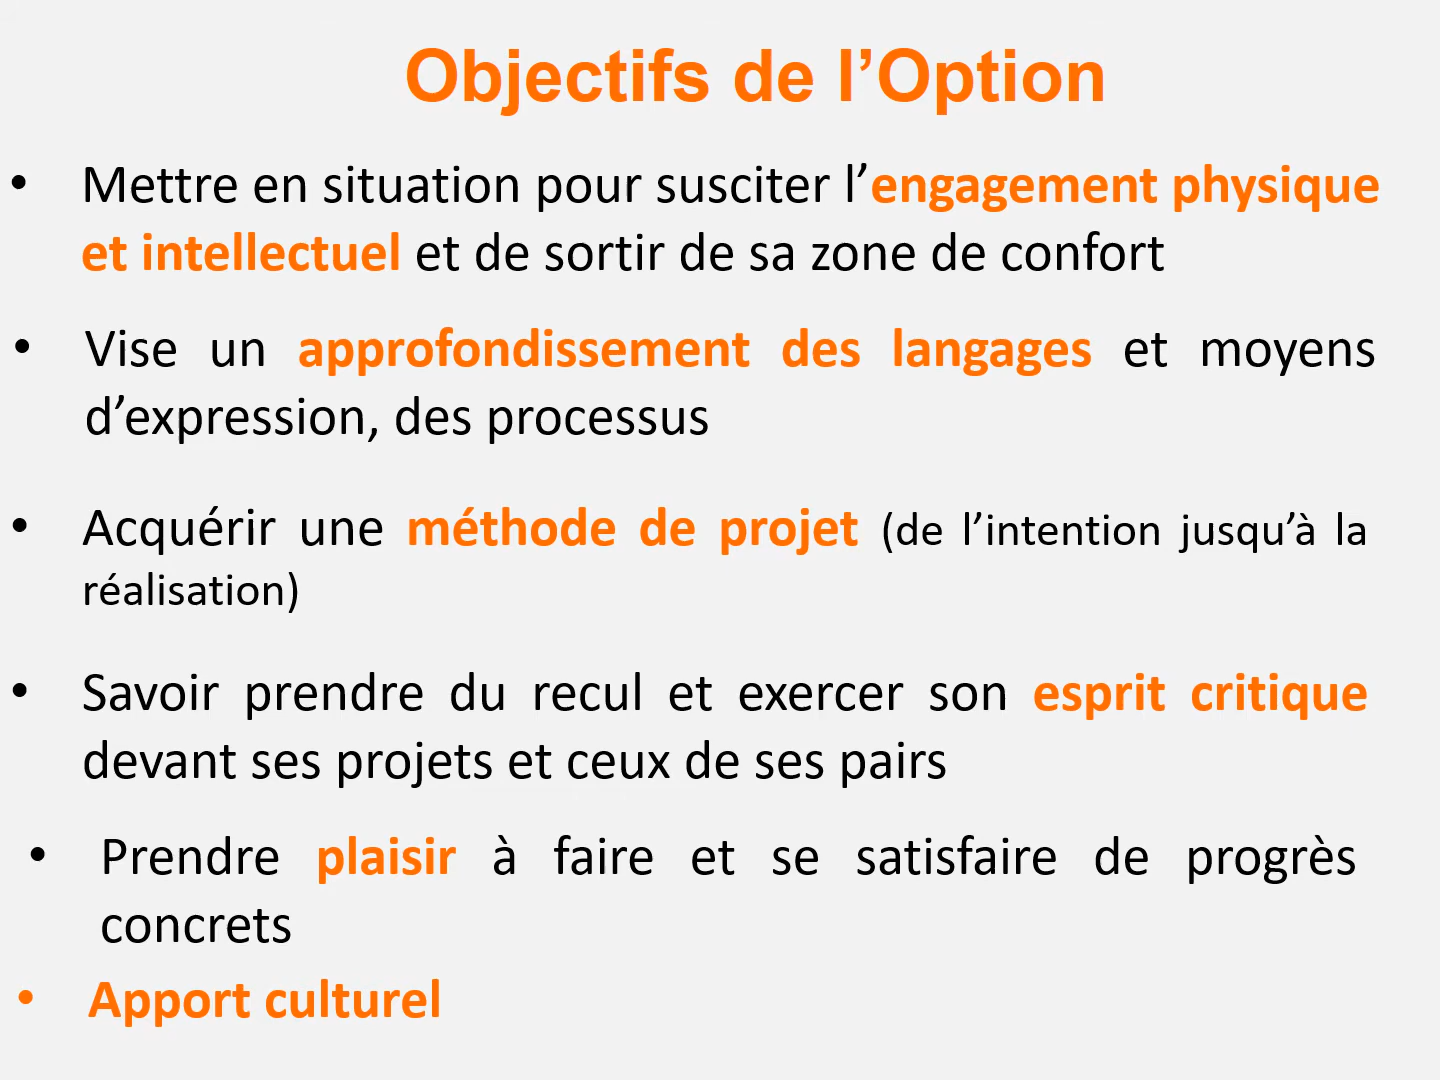 Objectifs de l’Option
• Mettre en situation pour susciter l’engagement physique
et intellectuel et de sortir de sa zone de confort
• Vise un approfondissement des langages et moyens
d’expression, des processus
• Acquérir une méthode de projet (de l’intention jusqu’à la
réalisation)
• Savoir prendre du recul et exercer son esprit critique
devant ses projets et ceux de ses pairs
• Prendre plaisir à faire et se satisfaire de progrès
concrets
• Apport culturel